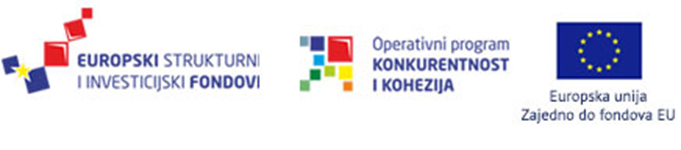 EUROPSKI STRUKTURNI
I INVESTICIJSKI FONDOVI
Operativni program
KONKURENTNOST
I KOHEZIJA
Europska unija
Zajedno do fondova EU